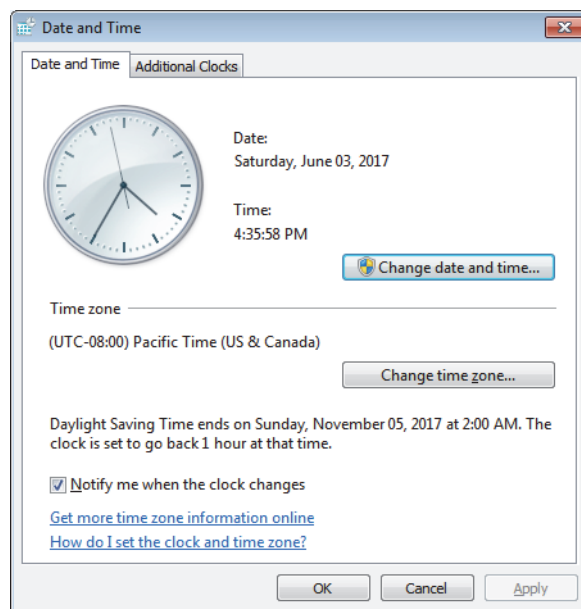 Date and Time
Date and Time
Additional Clocks
Date:
Saturday, June 03, 2017
Time:
4:35:58 PM
Change date and time...
Time zone
(UTC-08:00) Pacific Time (US & Canada)
Change time zone...
Daylight Saving Time ends on Sunday, November 05, 2017 at 2:00 AM. The
clock is set to go back 1 hour at that time.
Notify me when the clock changes
Get more time zone information online
How do I set the clock and time zone?
OK
Cancel
Apply